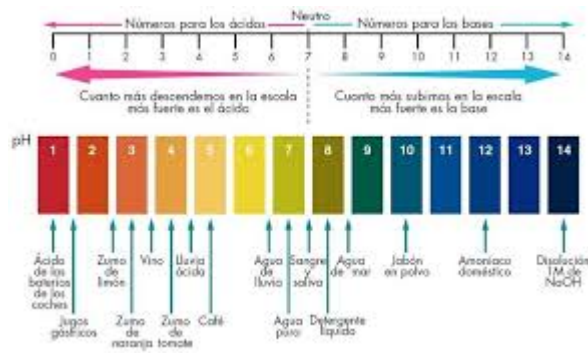 Neutro
Números para los ácidos
Números para las bases
0 1 2 3 4 5 6 7 8 9 10 11 12 13 14
Cuanto más descendemos en la escala
más fuerte es el ácido
Cuanto más subimos en la escala
más fuerte es la base
pH
1 2 3 4 5 6 7 8 9 10 11 12 13 14
Ácido
de las
baterías
de los
coches
Jugos
gástricos
Zumo
de
limón
Zumo
de
naranja
Vino
Zumo
de
tomate
Lluvia
ácida
Café
Agua
de
lluvia
Agua
pura
Sangre
y
saliva
Detergente
líquido
Agua
de mar
Jabón
en polvo
Amoniaco
doméstico
Disolución
1M de
NaOH